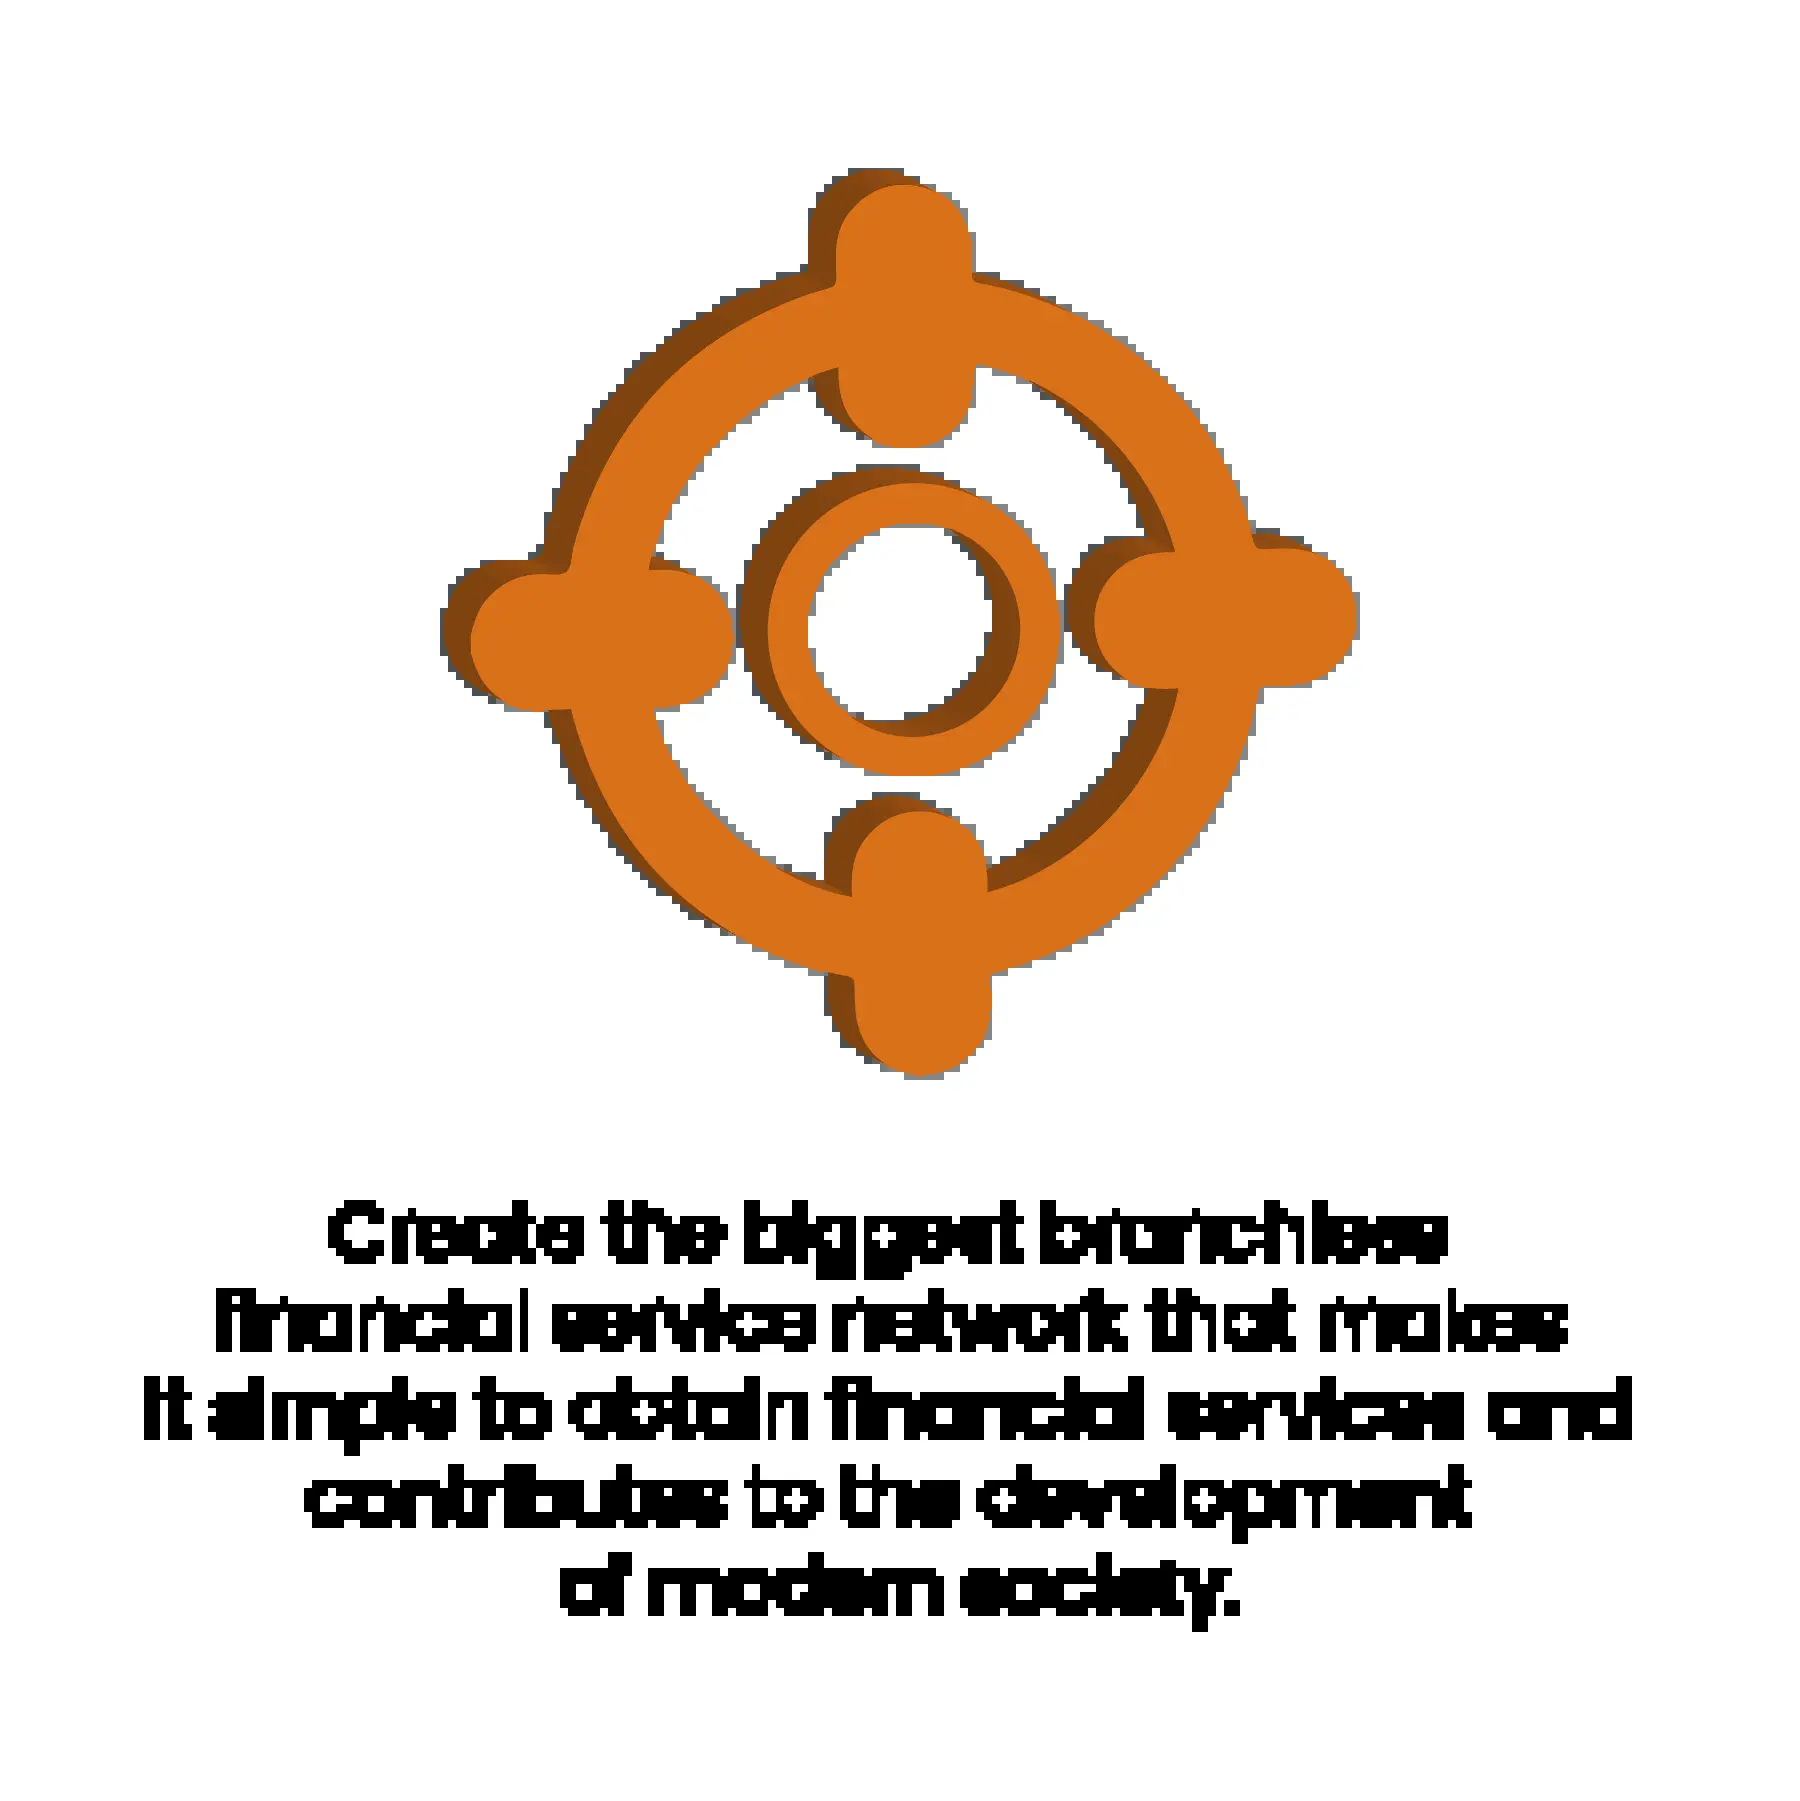 Create the biggest branchless
financial service network that makes
it simple to obtain financial services and
contributes to the development
of modern society.